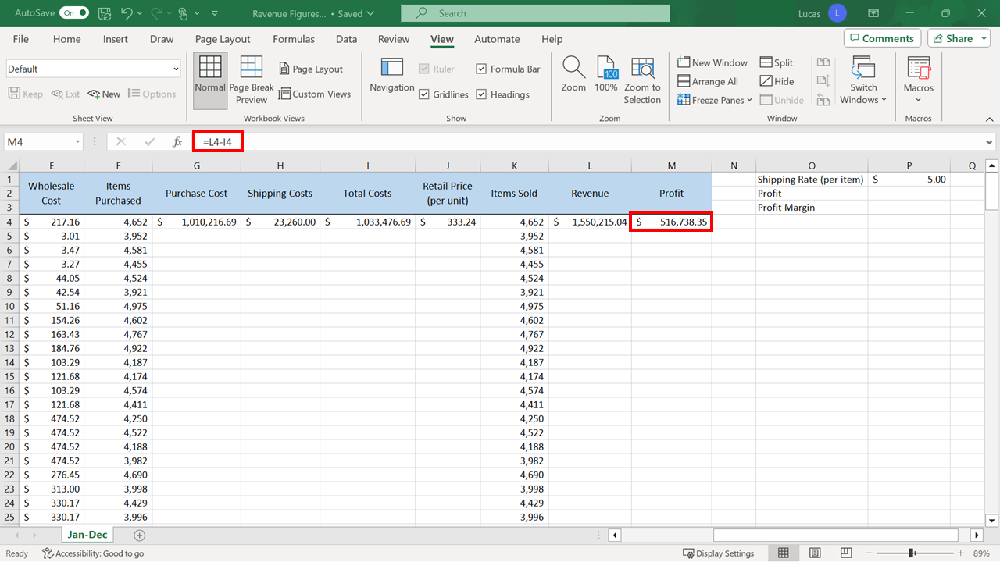 AutoSave On Revenue Figures... • Saved Search Lucas L
File Home Insert Draw Page Layout Formulas Data Review View Automate Help Comments Share
Default
Keep Exit New Options
Sheet View
Normal
Page Break
Preview
Page Layout
Custom Views
Workbook Views
Navigation
Ruler
Formula Bar
Gridlines
Headings
Show
Zoom
100
100%
Zoom to
Selection
Zoom
New Window
Arrange All
Freeze Panes
Split
Hide
Unhide
Switch
Windows
Window
Macros
Macros
M4 fx =L4-I4
E F G H I J K L M N O P Q
1 Shipping Rate (per item) $ 5.00
2 Profit
3 Profit Margin
Wholesale
Cost
Items
Purchased
Purchase Cost
Shipping Costs
Total Costs
Retail Price
(per unit)
Items Sold
Revenue
Profit
4 $ 217.16 4,652 $ 1,010,216.69 $ 23,260.00 $ 1,033,476.69 $ 333.24 4,652 $ 1,550,215.04 $ 516,738.35
5 $ 3.01 3,952 3,952
6 $ 3.47 4,581 4,581
7 $ 3.27 4,455 4,455
8 $ 44.05 4,524 4,524
9 $ 42.54 3,921 3,921
10 $ 51.16 4,975 4,975
11 $ 154.26 4,602 4,602
12 $ 163.43 4,767 4,767
13 $ 184.76 4,922 4,922
14 $ 103.29 4,187 4,187
15 $ 121.68 4,174 4,174
16 $ 103.29 4,574 4,574
17 $ 121.68 4,411 4,411
18 $ 474.52 4,250 4,250
19 $ 474.52 4,522 4,522
20 $ 474.52 4,188 4,188
21 $ 474.52 3,982 3,982
22 $ 276.45 4,690 4,690
23 $ 313.00 3,998 3,998
24 $ 330.17 4,429 4,429
25 $ 330.17 3,996 3,996
Jan-Dec
Ready Accessibility: Good to go Display Settings 89%